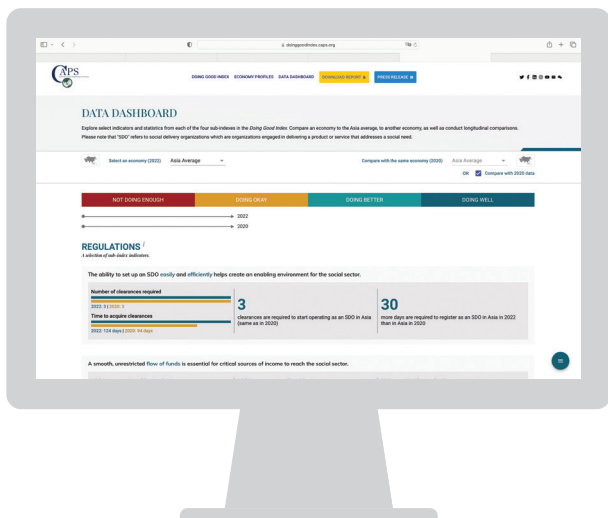 doinggoodindex.caps.org
CAPS
DOING GOOD INDEX ECONOMY PROFILES DATA DASHBOARD DOWNLOAD REPORT PRESS RELEASE
DATA DASHBOARD
Explore select indicators and statistics from each of the four sub-indexes in the Doing Good Index. Compare an economy to the Asia average, to another economy, as well as conduct longitudinal comparisons.
Please note that "SDO" refers to social delivery organizations which are organizations engaged in delivering a product or service that addresses a social need.
Select an economy (2022) Asia Average Compare with the same economy (2020) Asia Average
OR Compare with 2020 data
NOT DOING ENOUGH DOING OKAY DOING BETTER DOING WELL
2022
2020
REGULATIONS i
A selection of sub-index indicators.
The ability to set up an SDO easily and efficiently helps create an enabling environment for the social sector.
Number of clearances required
2022: 3 | 2020: 3
Time to acquire clearances
2022: 124 days | 2020: 94 days
3
clearances are required to start operating as an SDO in Asia
(same as in 2020)
30
more days are required to register as an SDO in Asia in 2022
than in Asia in 2020
A smooth, unrestricted flow of funds is essential for critical sources of income to reach the social sector.